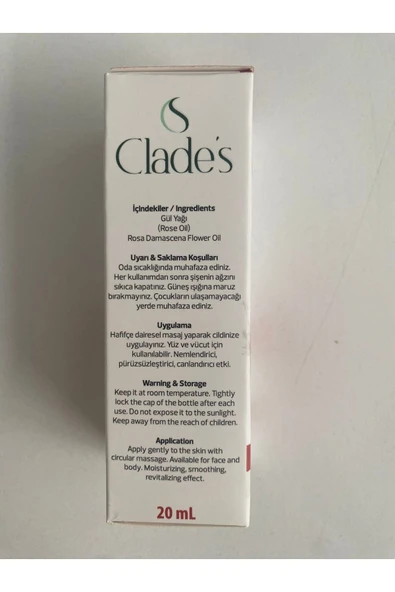 Clade's
İçindekiler / Ingredients
Gül Yağı
(Rose Oil)
Rosa Damascena Flower Oil
Uyarı & Saklama Koşulları
Oda sıcaklığında muhafaza ediniz.
Her kullanımdan sonra şişenin ağzını
sıkıca kapatınız. Güneş ışığına maruz
bırakmayınız. Çocukların ulaşamayacağı
yerde muhafaza ediniz.
Uygulama
Hafifçe dairesel masaj yaparak cildinize
uygulayınız. Yüz ve vücut için
kullanılabilir. Nemlendirici,
pürüzsüzleştirici, canlandırıcı etki.
Warning & Storage
Keep it at room temperature. Tightly
lock the cap of the bottle after each
use. Do not expose it to the sunlight.
Keep away from the reach of children.
Application
Apply gently to the skin with
circular massage. Available for face and
body. Moisturizing, smoothing,
revitalizing effect.
20 mL